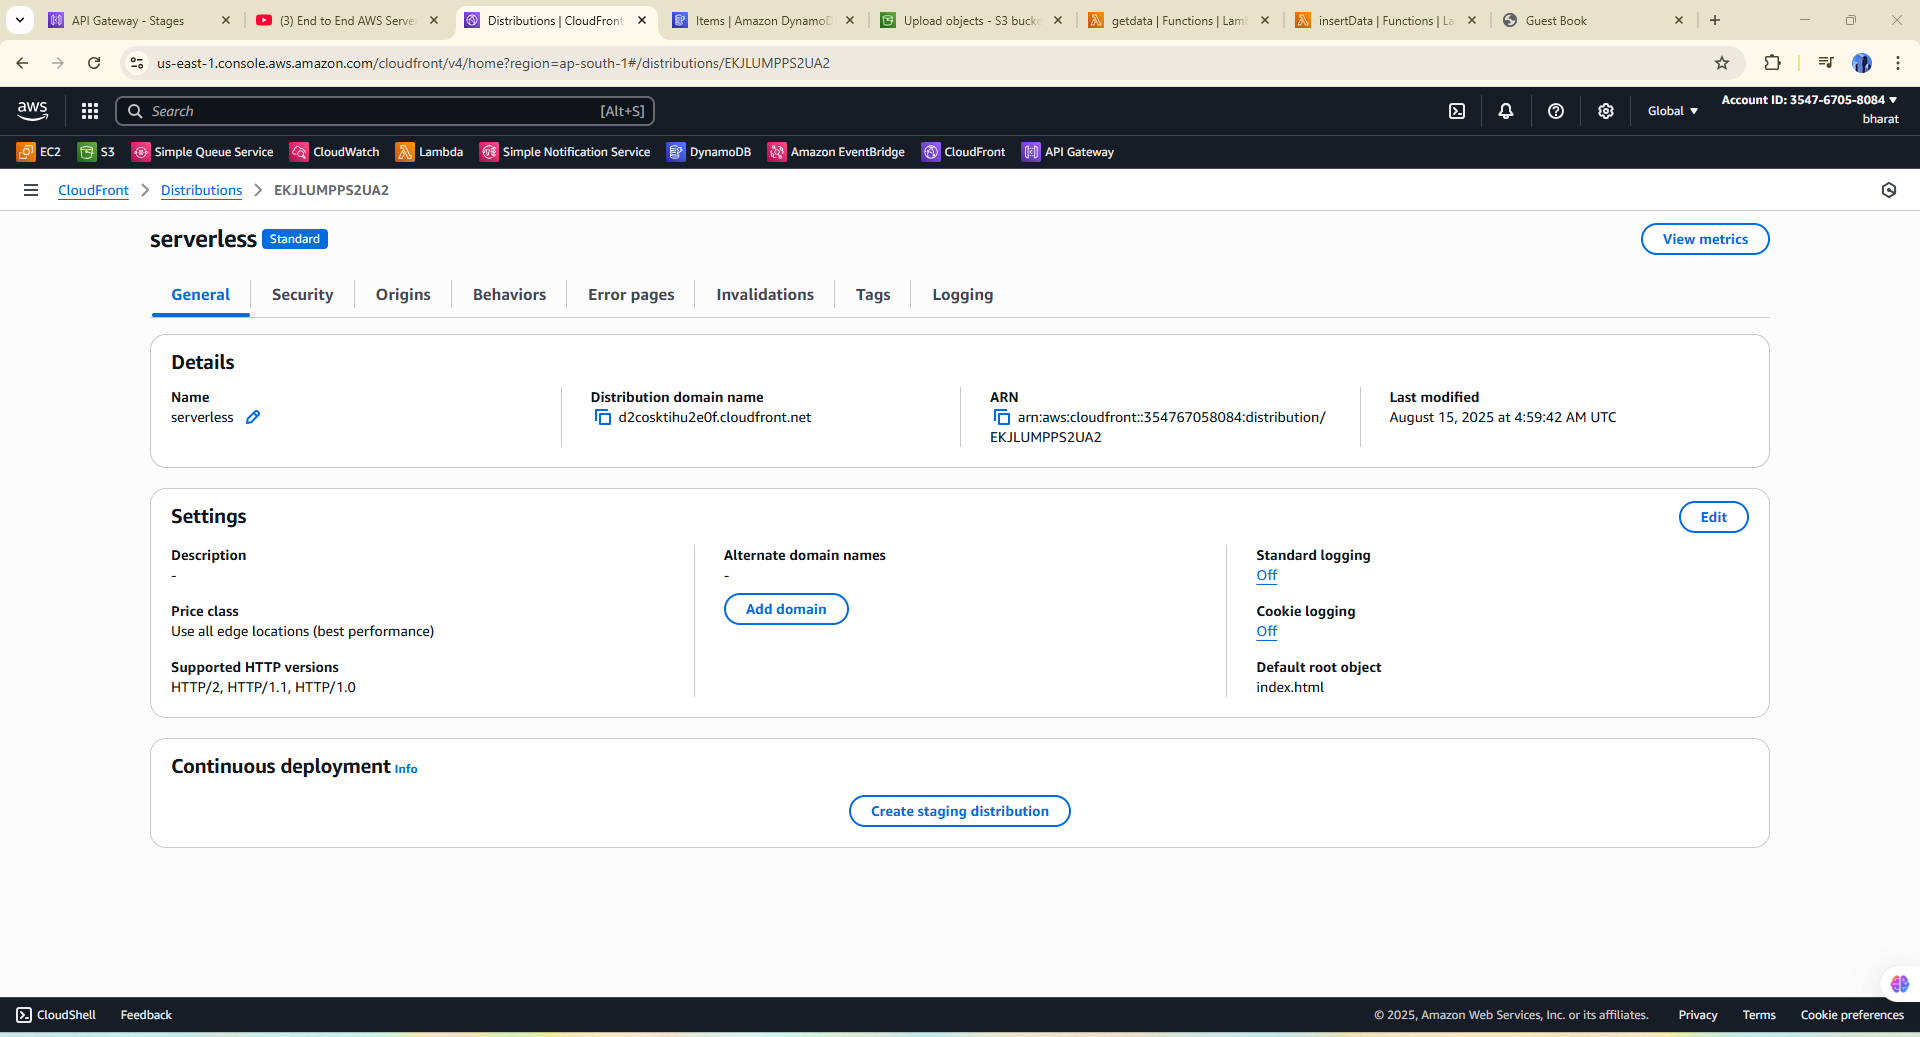 API Gateway - Stages
(3) End to End AWS Server
Distributions | CloudFront
Items | Amazon DynamoD
Upload objects - S3 bucke
getdata | Functions | Lam
insertData | Functions | La
Guest Book
us-east-1.console.aws.amazon.com/cloudfront/v4/home?region=ap-south-1#/distributions/EKJLUMPPS2UA2
aws
Search
[Alt+S]
Global
Account ID: 3547-6705-8084
bharat
EC2
S3
Simple Queue Service
CloudWatch
Lambda
Simple Notification Service
DynamoDB
Amazon EventBridge
CloudFront
API Gateway
CloudFront
Distributions
EKJLUMPPS2UA2
serverless
Standard
View metrics
General
Security
Origins
Behaviors
Error pages
Invalidations
Tags
Logging
Details
Name
serverless
Distribution domain name
d2cosktihu2e0f.cloudfront.net
ARN
arn:aws:cloudfront::354767058084:distribution/
EKJLUMPPS2UA2
Last modified
August 15, 2025 at 4:59:42 AM UTC
Settings
Edit
Description
-
Price class
Use all edge locations (best performance)
Supported HTTP versions
HTTP/2, HTTP/1.1, HTTP/1.0
Alternate domain names
-
Add domain
Standard logging
Off
Cookie logging
Off
Default root object
index.html
Continuous deployment Info
Create staging distribution
CloudShell
Feedback
© 2025, Amazon Web Services, Inc. or its affiliates.
Privacy
Terms
Cookie preferences